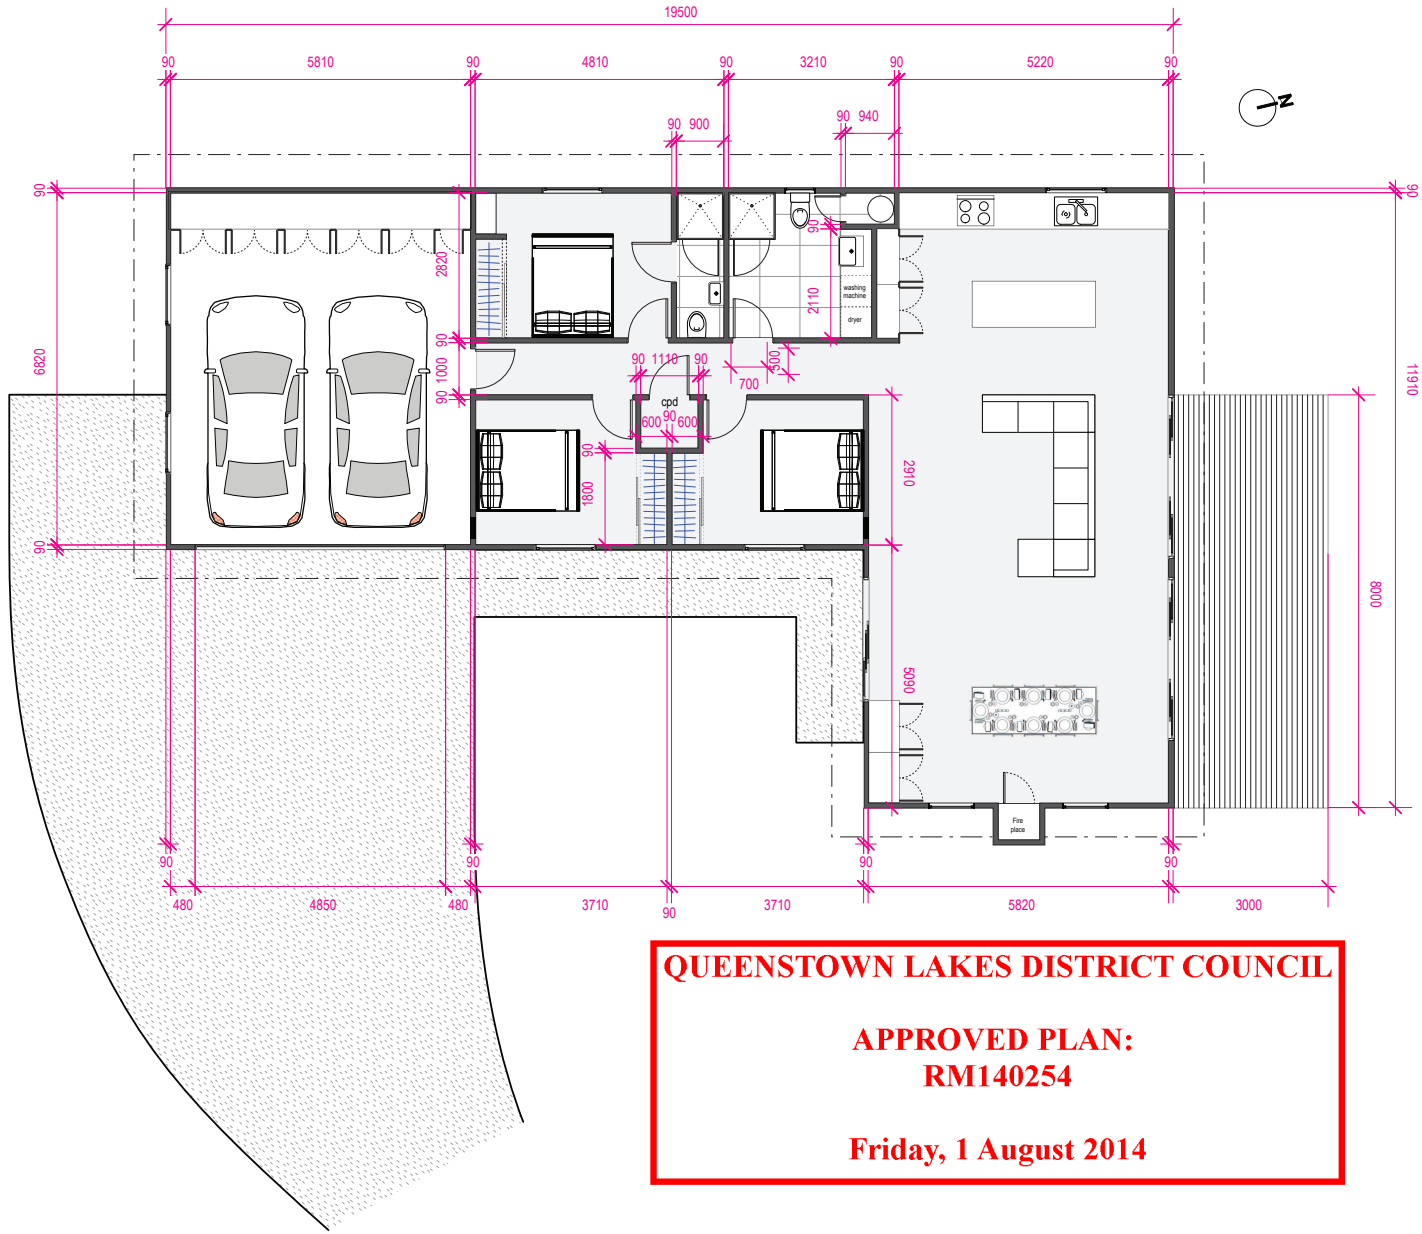 19500
90 5810 90 4810 90 3210 90 5220 90
N
90 900 90 940
90
90
90
2820
washing
machine
2110
dryer
90
6820
1000
90 1110 90
500
700
11910
90
cpd
90
600 600
90
2910
1800
90
8000
5090
Fire
place
90 90 90 90
480 4850 480 3710 90 3710 5820 3000
QUEENSTOWN LAKES DISTRICT COUNCIL
APPROVED PLAN:
RM140254
Friday, 1 August 2014